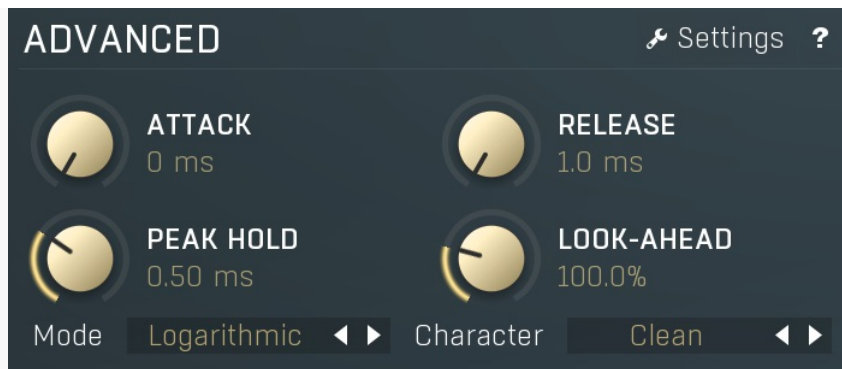 ADVANCED Settings ?
ATTACK RELEASE
0 ms 1.0 ms
PEAK HOLD LOOK-AHEAD
0.50 ms 100.0%
Mode Logarithmic Character Clean